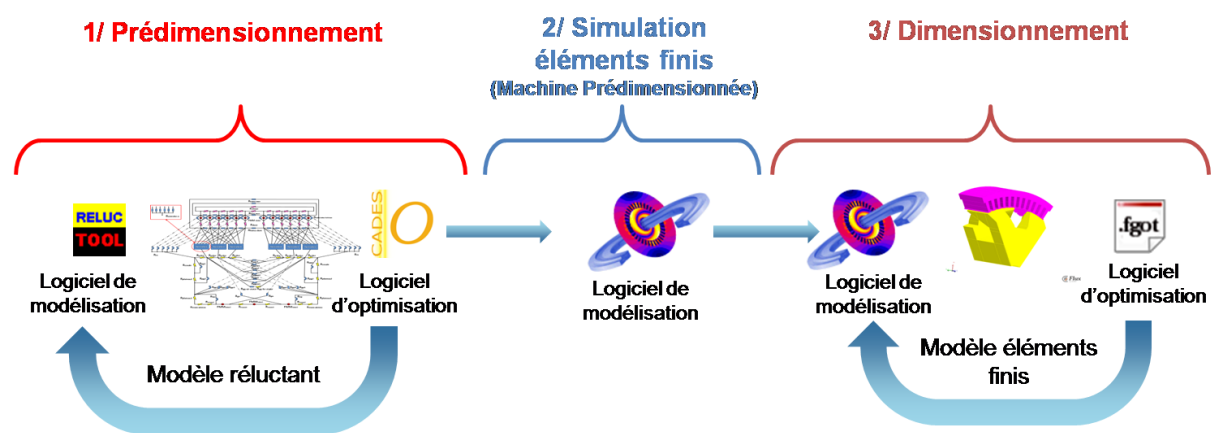 1/ Prédimensionnement
2/ Simulation
éléments finis
(Machine Prédimensionnée)
3/ Dimensionnement
RELUC
TOOL
CADES
O
.fgot
Logiciel de
modélisation
Logiciel
d'optimisation
Logiciel de
modélisation
Logiciel de
modélisation
Logiciel
d'optimisation
Modèle réluctant
Modèle éléments
finis